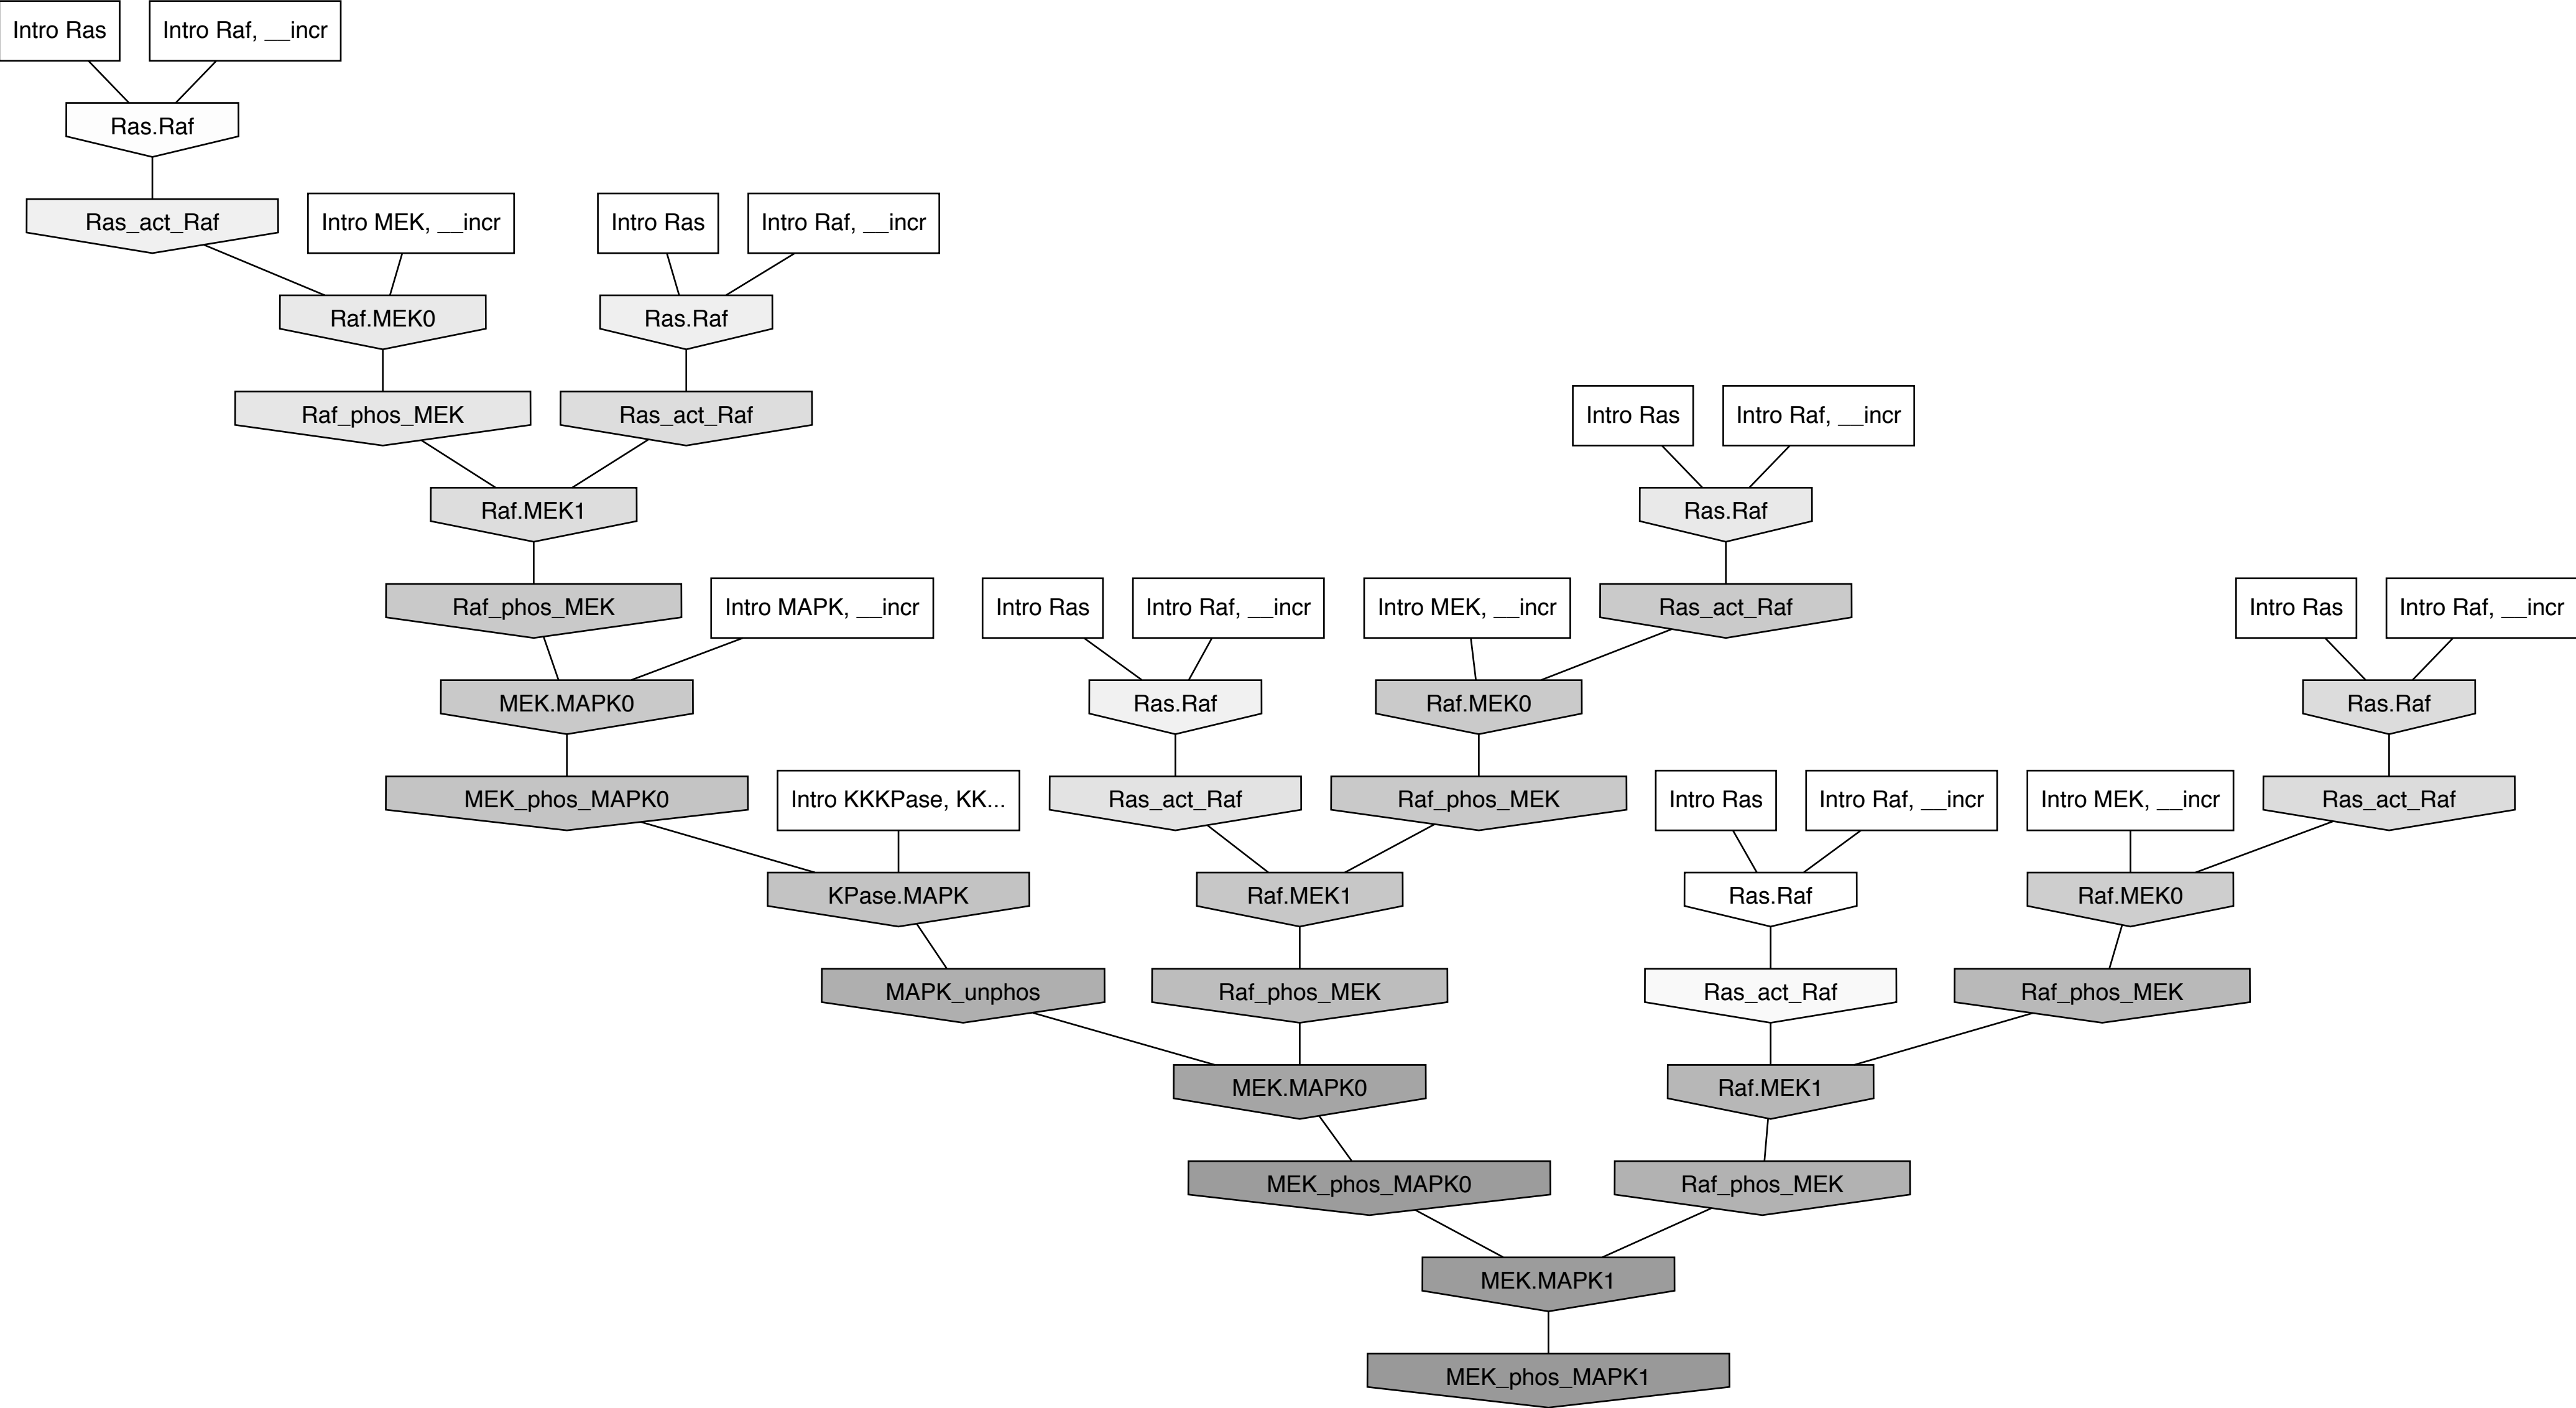 Intro Ras
Intro Raf, __incr
Ras.Raf
Ras_act_Raf
Intro MEK, __incr
Intro Ras
Intro Raf, __incr
Raf.MEK0
Ras.Raf
Raf_phos_MEK
Ras_act_Raf
Intro Ras
Intro Raf, __incr
Raf.MEK1
Ras.Raf
Raf_phos_MEK
Intro MAPK, __incr
Intro Ras
Intro Raf, __incr
Intro MEK, __incr
Ras_act_Raf
Intro Ras
Intro Raf, __incr
MEK.MAPK0
Ras.Raf
Raf.MEK0
Ras.Raf
MEK_phos_MAPK0
Intro KKKPase, KK...
Ras_act_Raf
Raf_phos_MEK
Intro Ras
Intro Raf, __incr
Intro MEK, __incr
Ras_act_Raf
KPase.MAPK
Raf.MEK1
Ras.Raf
Raf.MEK0
MAPK_unphos
Raf_phos_MEK
Ras_act_Raf
Raf_phos_MEK
MEK.MAPK0
Raf.MEK1
MEK_phos_MAPK0
Raf_phos_MEK
MEK.MAPK1
MEK_phos_MAPK1